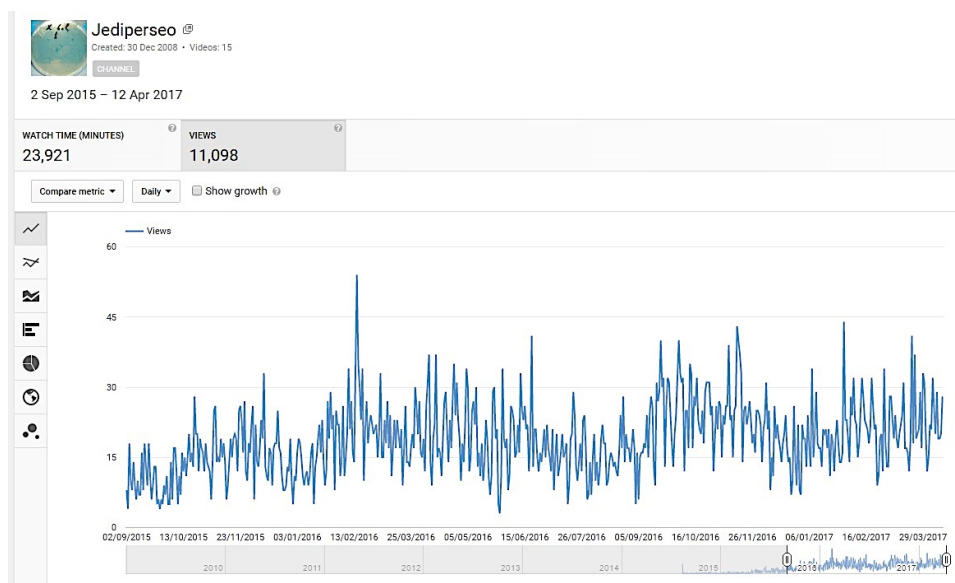 Jediperseo
Created: 30 Dec 2008 • Videos: 15
CHANNEL
2 Sep 2015 – 12 Apr 2017
WATCH TIME (MINUTES) ?
23,921
VIEWS ?
11,098
Compare metric Daily Show growth ?
Views
60
45
30
15
0
02/09/2015 13/10/2015 23/11/2015 03/01/2016 13/02/2016 25/03/2016 05/05/2016 15/06/2016 26/07/2016 05/09/2016 16/10/2016 26/11/2016 06/01/2017 16/02/2017 29/03/2017
2010 2011 2012 2013 2014 2015 2016 2017